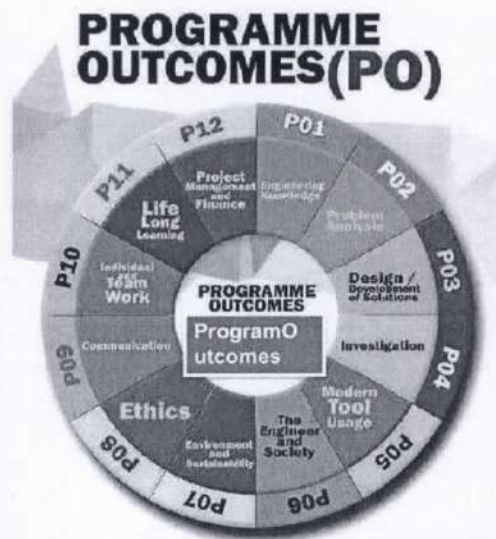 PROGRAMME
OUTCOMES(PO)
P01
Engineering
Knowledge
P02
Problem
Analysis
P03
Design /
Development
of Solutions
P04
Investigation
P05
Modern
Tool
Usage
P06
The
Engineer
and
Society
P07
Environment
and
Sustainability
P08
Ethics
P09
Communication
P10
Individual
and
Team
Work
P11
Life
Long
Learning
P12
Project
Management
and
Finance
PROGRAMME
OUTCOMES
ProgramO
utcomes